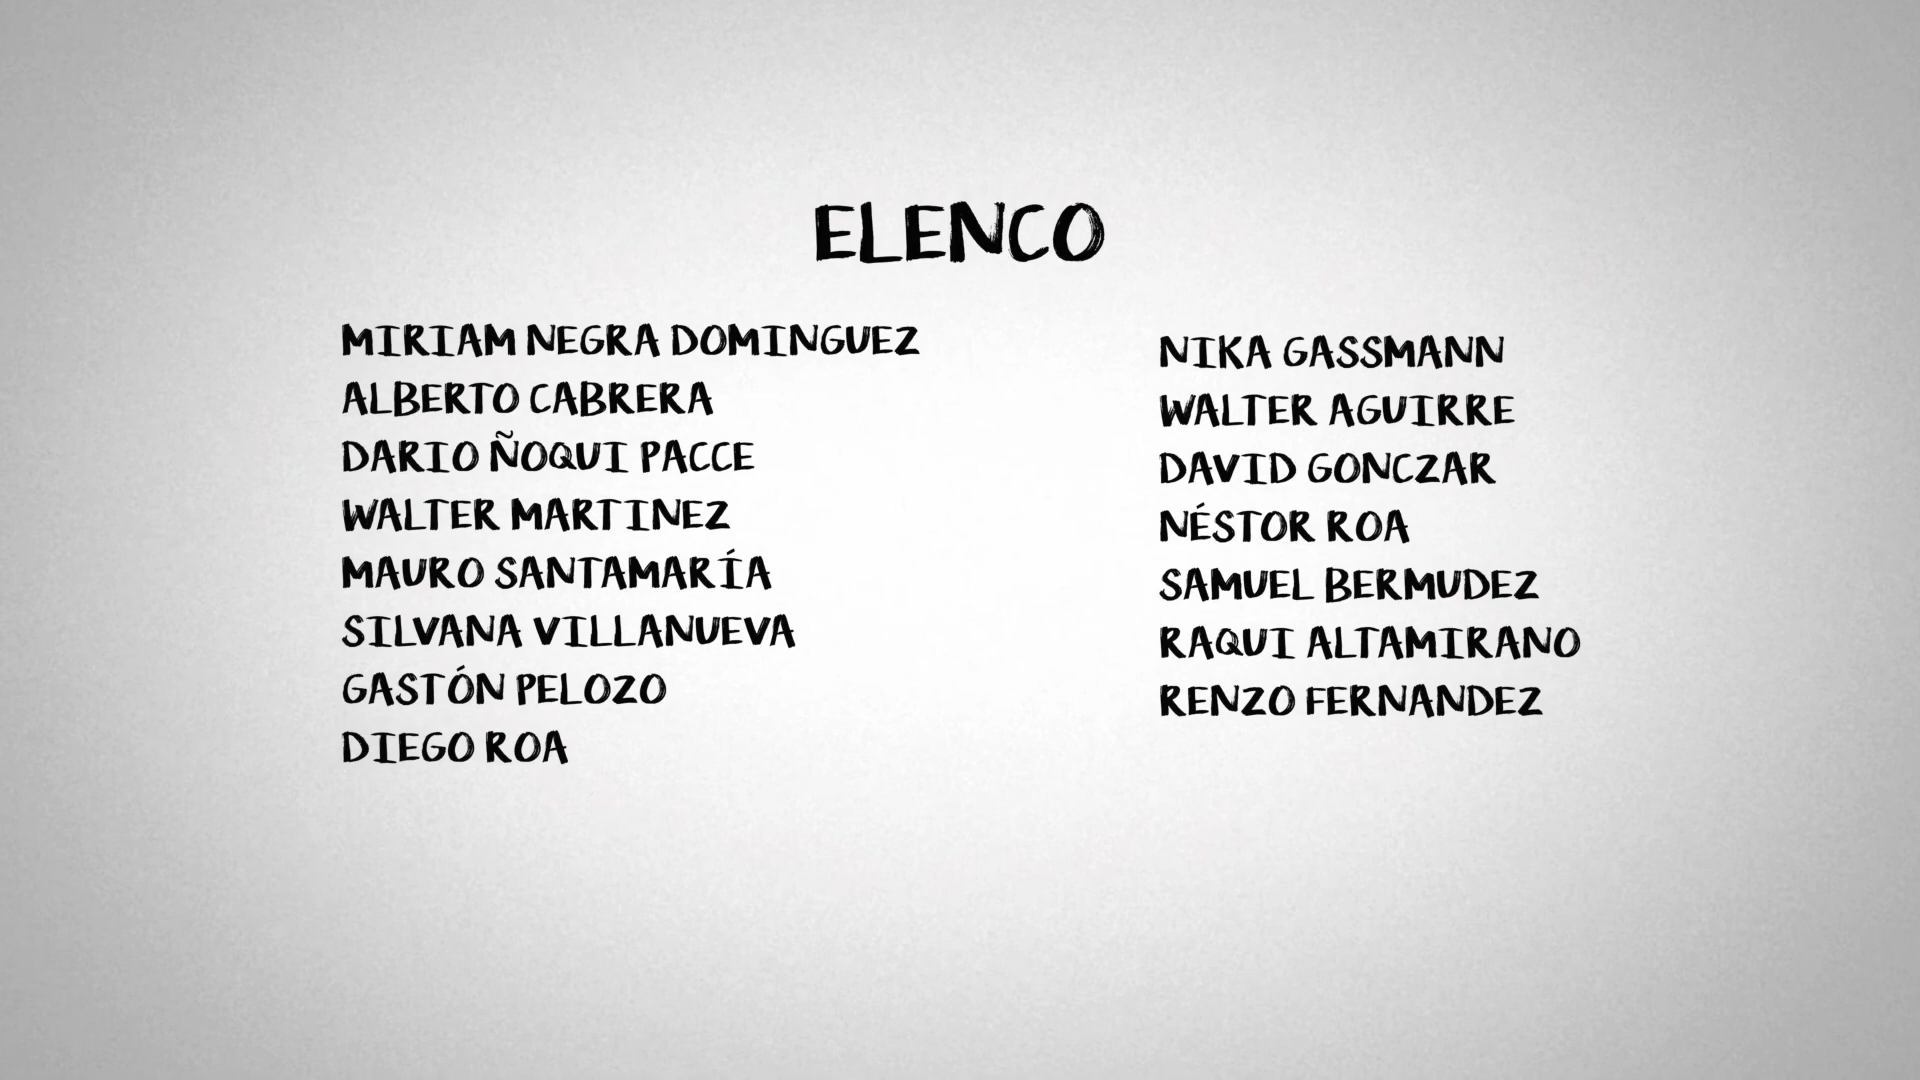 ELENCO
MIRIAM NEGRA DOMINGUEZ
ALBERTO CABRERA
DARIO ÑOQUI PACCE
WALTER MARTINEZ
MAURO SANTAMARÍA
SILVANA VILLANUEVA
GASTÓN PELOZO
DIEGO ROA
NIKA GASSMANN
WALTER AGUIRRE
DAVID GONCZAR
NÉSTOR ROA
SAMUEL BERMUDEZ
RAQUI ALTAMIRANO
RENZO FERNANDEZ